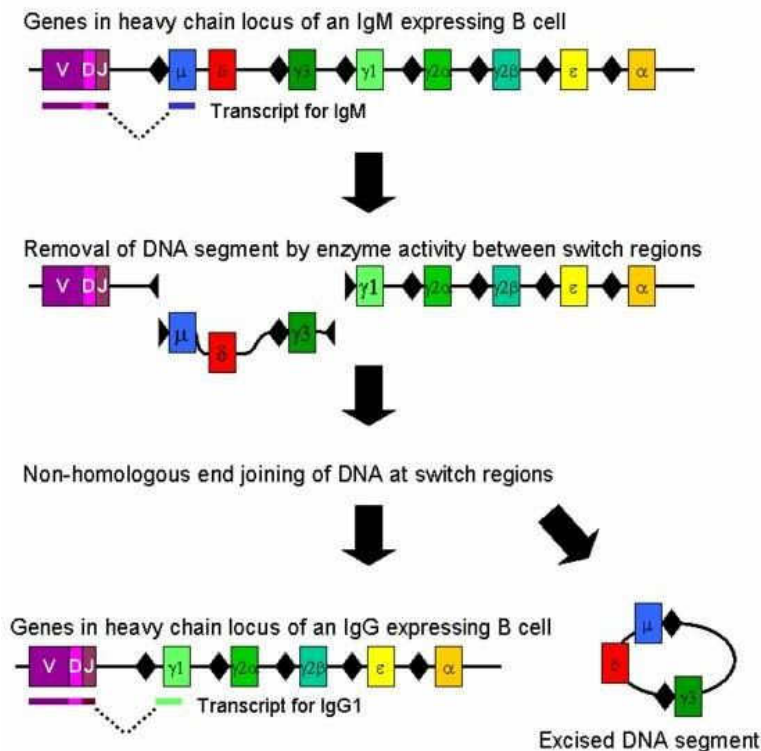 Genes in heavy chain locus of an IgM expressing B cell
V D J μ δ γ3 γ1 γ2α γ2β ε α
Transcript for IgM
Removal of DNA segment by enzyme activity between switch regions
V D J γ1 γ2α γ2β ε α
μ δ γ3
Non-homologous end joining of DNA at switch regions
Genes in heavy chain locus of an IgG expressing B cell
V D J γ1 γ2α γ2β ε α
Transcript for IgG1
μ
δ
γ3
Excised DNA segment